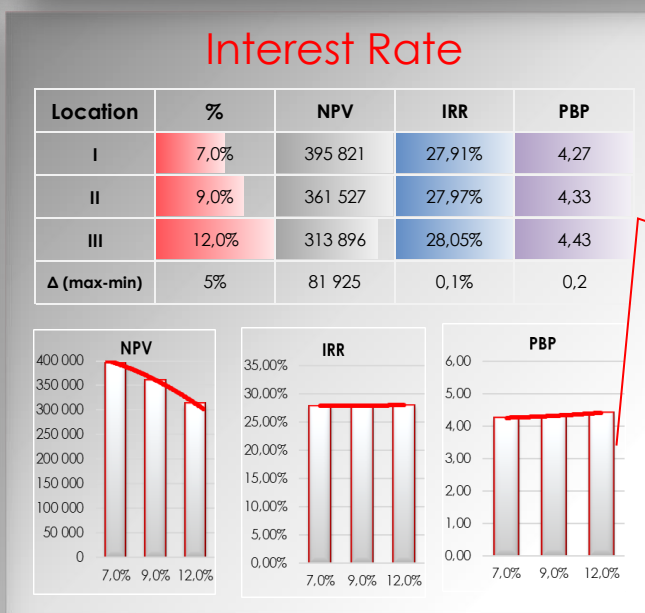 Interest Rate
Location % NPV IRR PBP
I 7,0% 395 821 27,91% 4,27
II 9,0% 361 527 27,97% 4,33
III 12,0% 313 896 28,05% 4,43
Δ (max-min) 5% 81 925 0,1% 0,2
NPV
400 000
350 000
300 000
250 000
200 000
150 000
100 000
50 000
0
7,0% 9,0% 12,0%
IRR
35,00%
30,00%
25,00%
20,00%
15,00%
10,00%
5,00%
0,00%
7,0% 9,0% 12,0%
PBP
6,00
5,00
4,00
3,00
2,00
1,00
0,00
7,0% 9,0% 12,0%